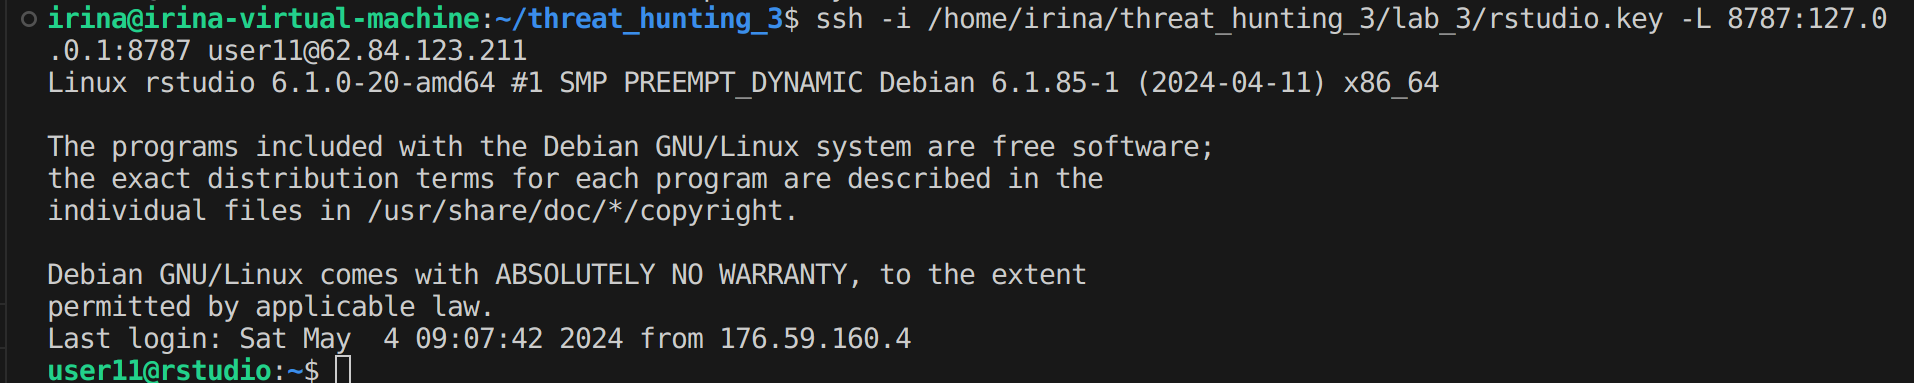 irina@irina-virtual-machine:~/threat_hunting_3$ ssh -i /home/irina/threat_hunting_3/lab_3/rstudio.key -L 8787:127.0
.0.1:8787 user11@62.84.123.211
Linux rstudio 6.1.0-20-amd64 #1 SMP PREEMPT_DYNAMIC Debian 6.1.85-1 (2024-04-11) x86_64

The programs included with the Debian GNU/Linux system are free software;
the exact distribution terms for each program are described in the
individual files in /usr/share/doc/*/copyright.

Debian GNU/Linux comes with ABSOLUTELY NO WARRANTY, to the extent
permitted by applicable law.
Last login: Sat May  4 09:07:42 2024 from 176.59.160.4
user11@rstudio:~$